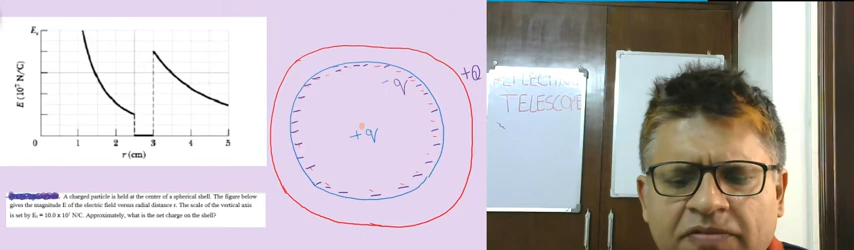 Eₛ
E (10⁷ N/C)
0 1 2 3 4 5
r (cm)
+Q
-q
+q
A charged particle is held at the center of a spherical shell. The figure below
gives the magnitude E of the electric field versus radial distance r. The scale of the vertical axis
is set by Eₛ = 10.0 x 10⁷ N/C. Approximately, what is the net charge on the shell?
REFLECTING
TELESCOPE